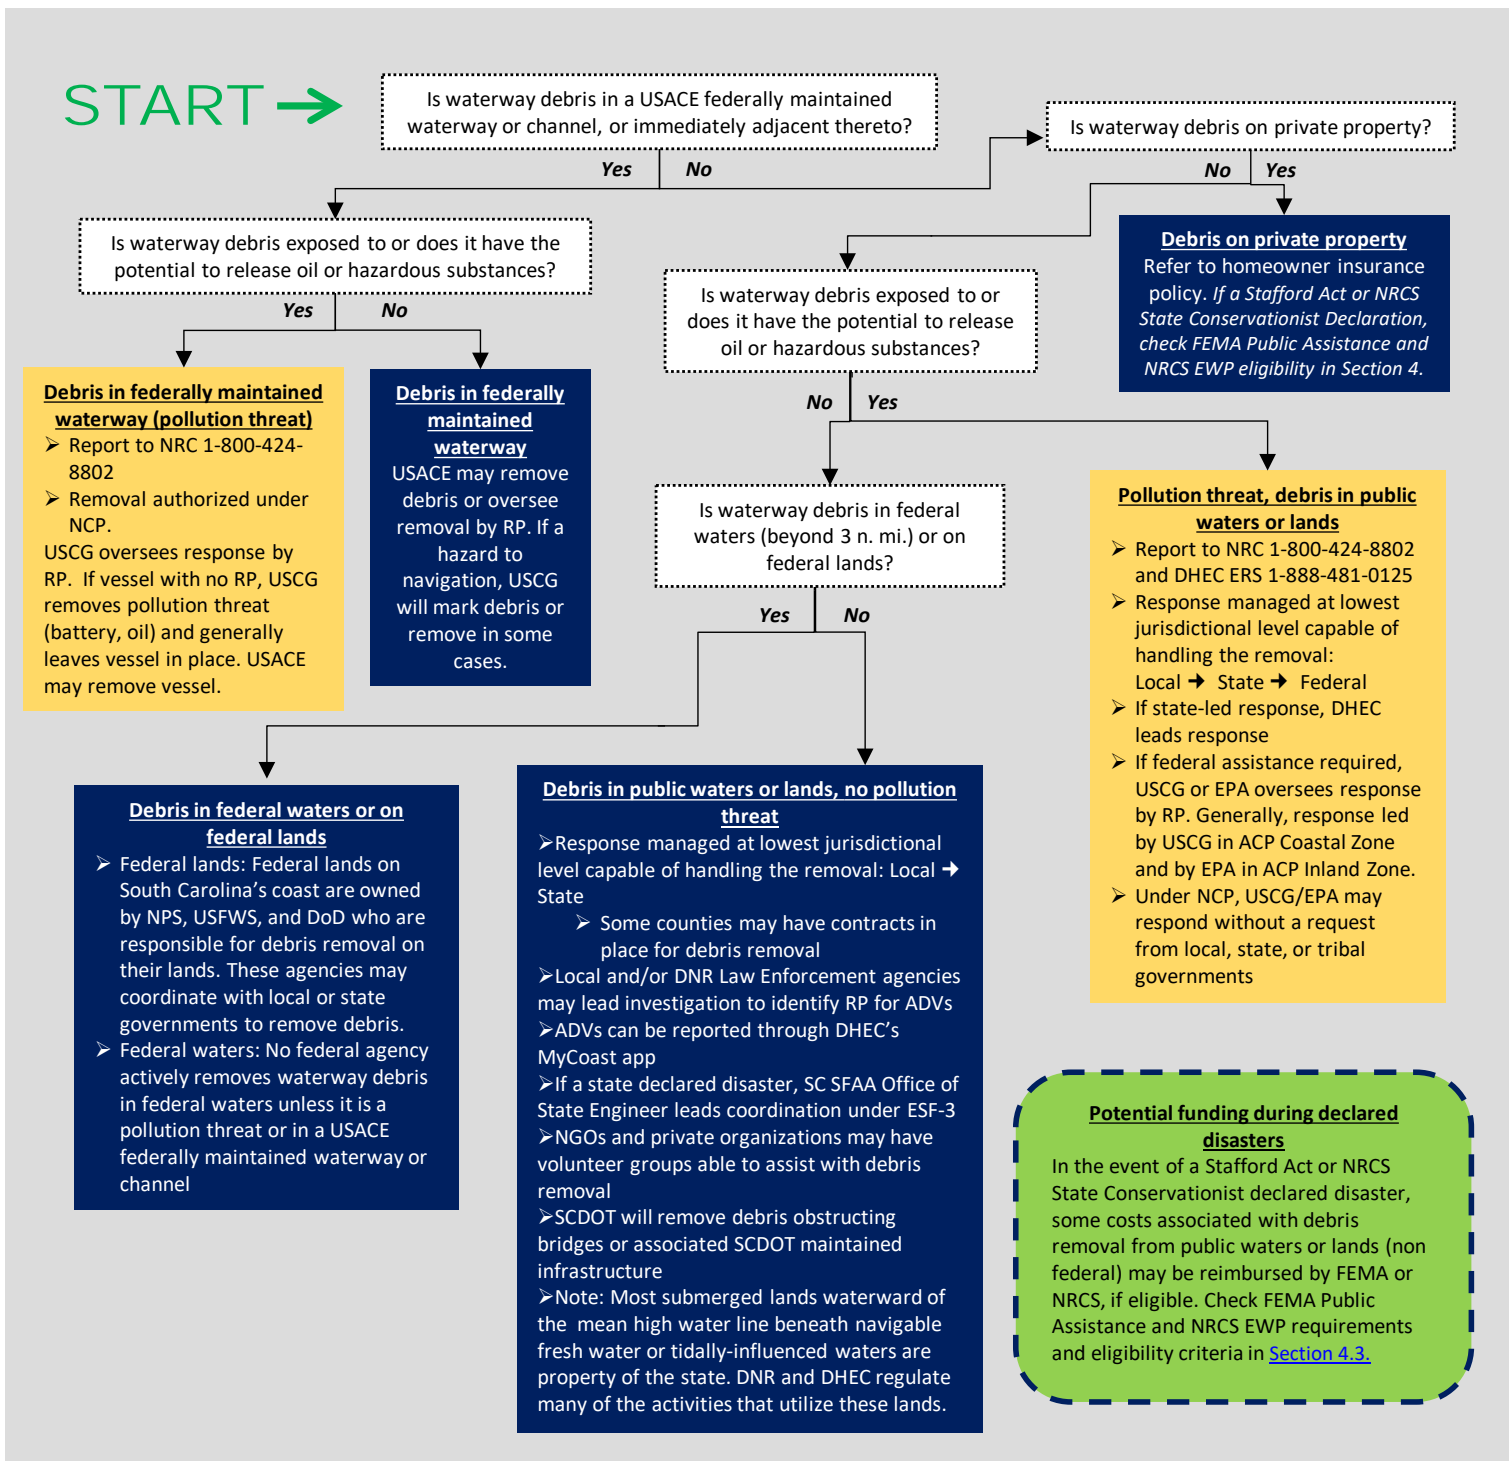 START
Is waterway debris in a USACE federally maintained
waterway or channel, or immediately adjacent thereto?
Yes
No
Is waterway debris on private property?
No
Yes
Is waterway debris exposed to or does it have the
potential to release oil or hazardous substances?
Yes
No
Debris on private property
Refer to homeowner insurance
policy. If a Stafford Act or NRCS
State Conservationist Declaration,
check FEMA Public Assistance and
NRCS EWP eligibility in Section 4.
Is waterway debris exposed to or
does it have the potential to release
oil or hazardous substances?
No
Yes
Debris in federally maintained
waterway (pollution threat)
➢ Report to NRC 1-800-424-
8802
➢ Removal authorized under
NCP.
USCG oversees response by
RP. If vessel with no RP, USCG
removes pollution threat
(battery, oil) and generally
leaves vessel in place. USACE
may remove vessel.
Debris in federally
maintained
waterway
USACE may remove
debris or oversee
removal by RP. If a
hazard to
navigation, USCG
will mark debris or
remove in some
cases.
Is waterway debris in federal
waters (beyond 3 n. mi.) or on
federal lands?
Yes
No
Pollution threat, debris in public
waters or lands
➢ Report to NRC 1-800-424-8802
and DHEC ERS 1-888-481-0125
➢ Response managed at lowest
jurisdictional level capable of
handling the removal:
Local → State → Federal
➢ If state-led response, DHEC
leads response
➢ If federal assistance required,
USCG or EPA oversees response
by RP. Generally, response led
by USCG in ACP Coastal Zone
and by EPA in ACP Inland Zone.
➢ Under NCP, USCG/EPA may
respond without a request
from local, state, or tribal
governments
Debris in federal waters or on
federal lands
➢ Federal lands: Federal lands on
South Carolina’s coast are owned
by NPS, USFWS, and DoD who are
responsible for debris removal on
their lands. These agencies may
coordinate with local or state
governments to remove debris.
➢ Federal waters: No federal agency
actively removes waterway debris
in federal waters unless it is a
pollution threat or in a USACE
federally maintained waterway or
channel
Debris in public waters or lands, no pollution
threat
➢Response managed at lowest jurisdictional
level capable of handling the removal: Local →
State
➢ Some counties may have contracts in
place for debris removal
➢Local and/or DNR Law Enforcement agencies
may lead investigation to identify RP for ADVs
➢ADVs can be reported through DHEC’s
MyCoast app
➢If a state declared disaster, SC SFAA Office of
State Engineer leads coordination under ESF-3
➢NGOs and private organizations may have
volunteer groups able to assist with debris
removal
➢SCDOT will remove debris obstructing
bridges or associated SCDOT maintained
infrastructure
➢Note: Most submerged lands waterward of
the mean high water line beneath navigable
fresh water or tidally-influenced waters are
property of the state. DNR and DHEC regulate
many of the activities that utilize these lands.
Potential funding during declared
disasters
In the event of a Stafford Act or NRCS
State Conservationist declared disaster,
some costs associated with debris
removal from public waters or lands (non
federal) may be reimbursed by FEMA or
NRCS, if eligible. Check FEMA Public
Assistance and NRCS EWP requirements
and eligibility criteria in Section 4.3.